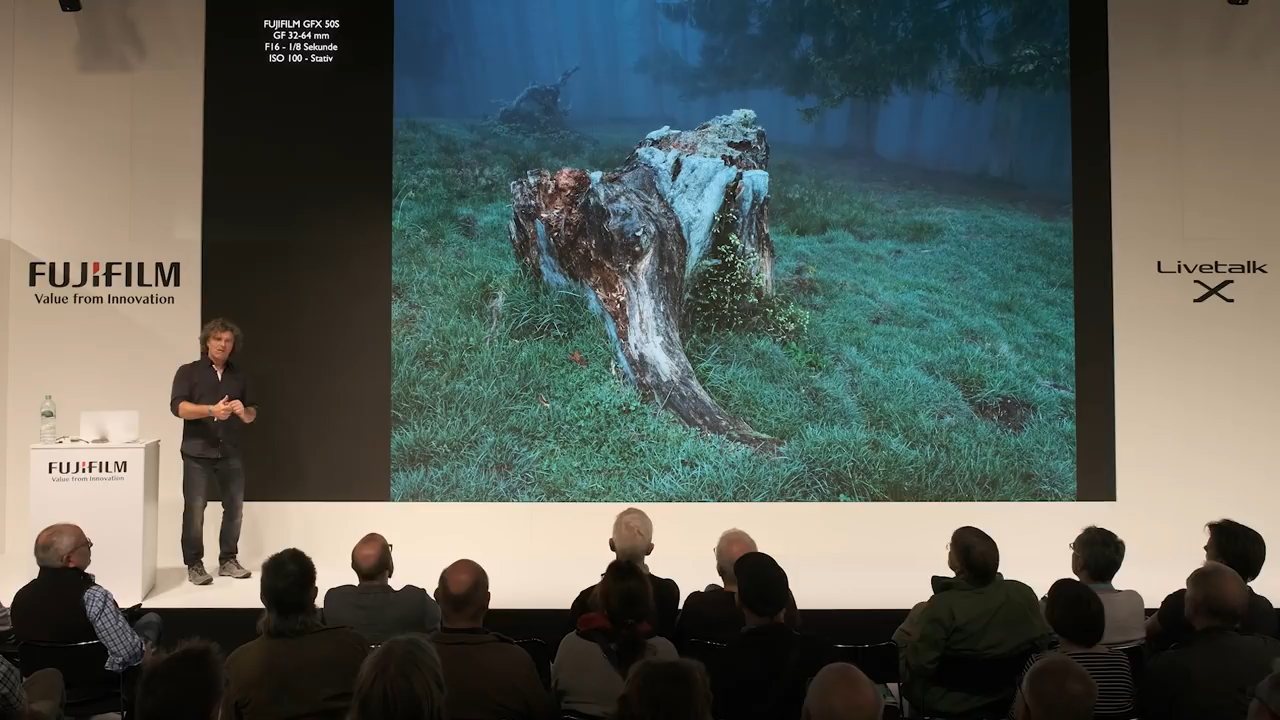 FUJIFILM GFX 50S
GF 32-64 mm
F16 - 1/8 Sekunde
ISO 100 - Stativ
FUJIFILM
Value from Innovation
Livetalk
X
FUJIFILM
Value from Innovation